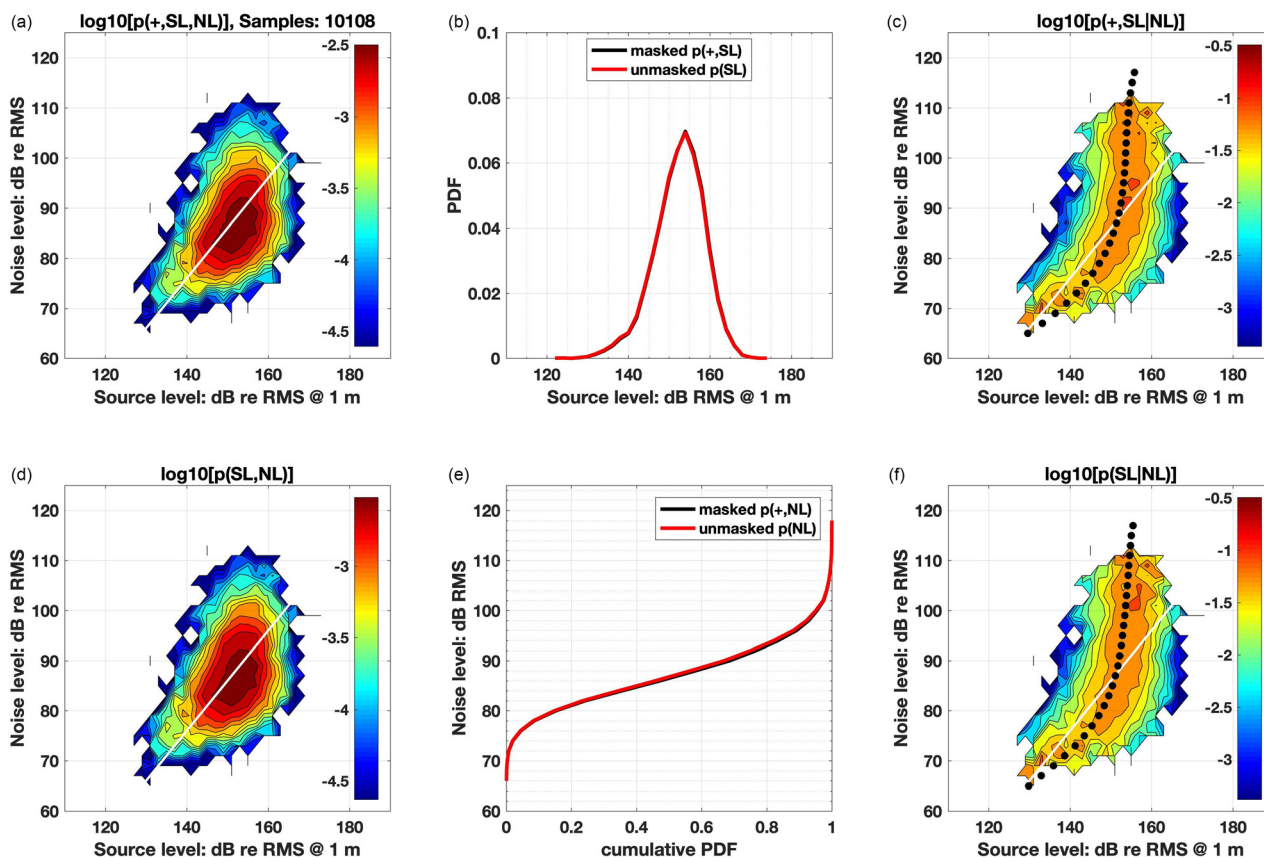 (a)
log10[p(+,SL,NL)], Samples: 10108
Noise level: dB re RMS
120
110
100
90
80
70
60
120 140 160 180
Source level: dB re RMS @ 1 m
-2.5
-3
-3.5
-4
-4.5
(b)
masked p(+,SL)
unmasked p(SL)
PDF
0.1
0.08
0.06
0.04
0.02
0
120 140 160 180
Source level: dB RMS @ 1 m
(c)
log10[p(+,SL|NL)]
Noise level: dB re RMS
120
110
100
90
80
70
60
120 140 160 180
Source level: dB re RMS @ 1 m
-0.5
-1
-1.5
-2
-2.5
-3
(d)
log10[p(SL,NL)]
Noise level: dB re RMS
120
110
100
90
80
70
60
120 140 160 180
Source level: dB re RMS @ 1 m
-3
-3.5
-4
-4.5
(e)
masked p(+,NL)
unmasked p(NL)
Noise level: dB RMS
120
110
100
90
80
70
60
0 0.2 0.4 0.6 0.8 1
cumulative PDF
(f)
log10[p(SL|NL)]
Noise level: dB re RMS
120
110
100
90
80
70
60
120 140 160 180
Source level: dB re RMS @ 1 m
-0.5
-1
-1.5
-2
-2.5
-3